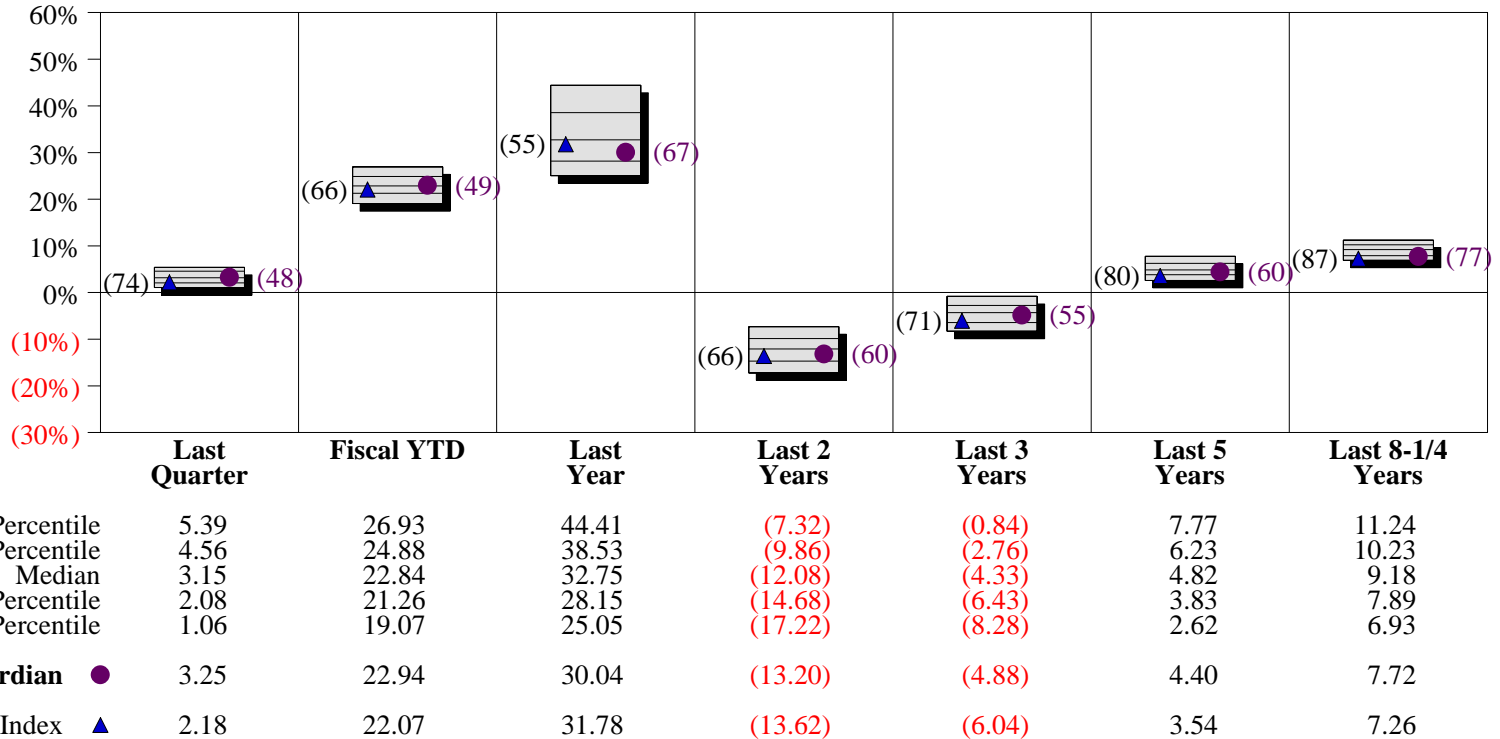 60%
50%
40%
30%
20%
10%
0%
(10%)
(20%)
(30%)
(74) (48)
(66) (49)
(55) (67)
(66) (60)
(71) (55)
(80) (60)
(87) (77)
Last Quarter Fiscal YTD Last Year Last 2 Years Last 3 Years Last 5 Years Last 8-1/4 Years
Percentile 5.39 26.93 44.41 (7.32) (0.84) 7.77 11.24
Percentile 4.56 24.88 38.53 (9.86) (2.76) 6.23 10.23
Median 3.15 22.84 32.75 (12.08) (4.33) 4.82 9.18
Percentile 2.08 21.26 28.15 (14.68) (6.43) 3.83 7.89
Percentile 1.06 19.07 25.05 (17.22) (8.28) 2.62 6.93
rdian 3.25 22.94 30.04 (13.20) (4.88) 4.40 7.72
Index 2.18 22.07 31.78 (13.62) (6.04) 3.54 7.26